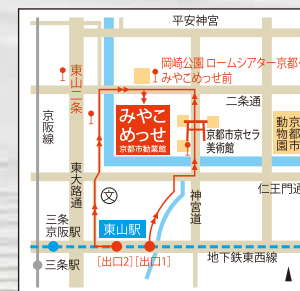 平安神宮
岡崎公園 ロームシアター京都・
みやこめっせ前
東山二条
二条通
京阪線
みやこ
めっせ
京都市勧業館
京都市京セラ
美術館
京都市
動物園
東大路通
文
仁王門通
神宮道
三条
京阪駅
東山駅
地下鉄東西線
三条駅
[出口2]
[出口1]